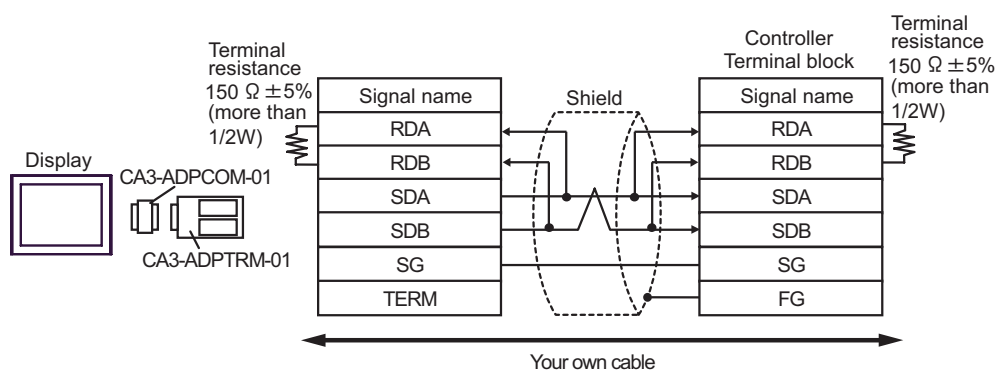 Terminal
resistance
150 Ω ±5%
(more than
1/2W)
Controller
Terminal block
Terminal
resistance
150 Ω ±5%
(more than
1/2W)
Display
CA3-ADPCOM-01
CA3-ADPTRM-01
Signal name
RDA
RDB
SDA
SDB
SG
TERM
Shield
Signal name
RDA
RDB
SDA
SDB
SG
FG
Your own cable